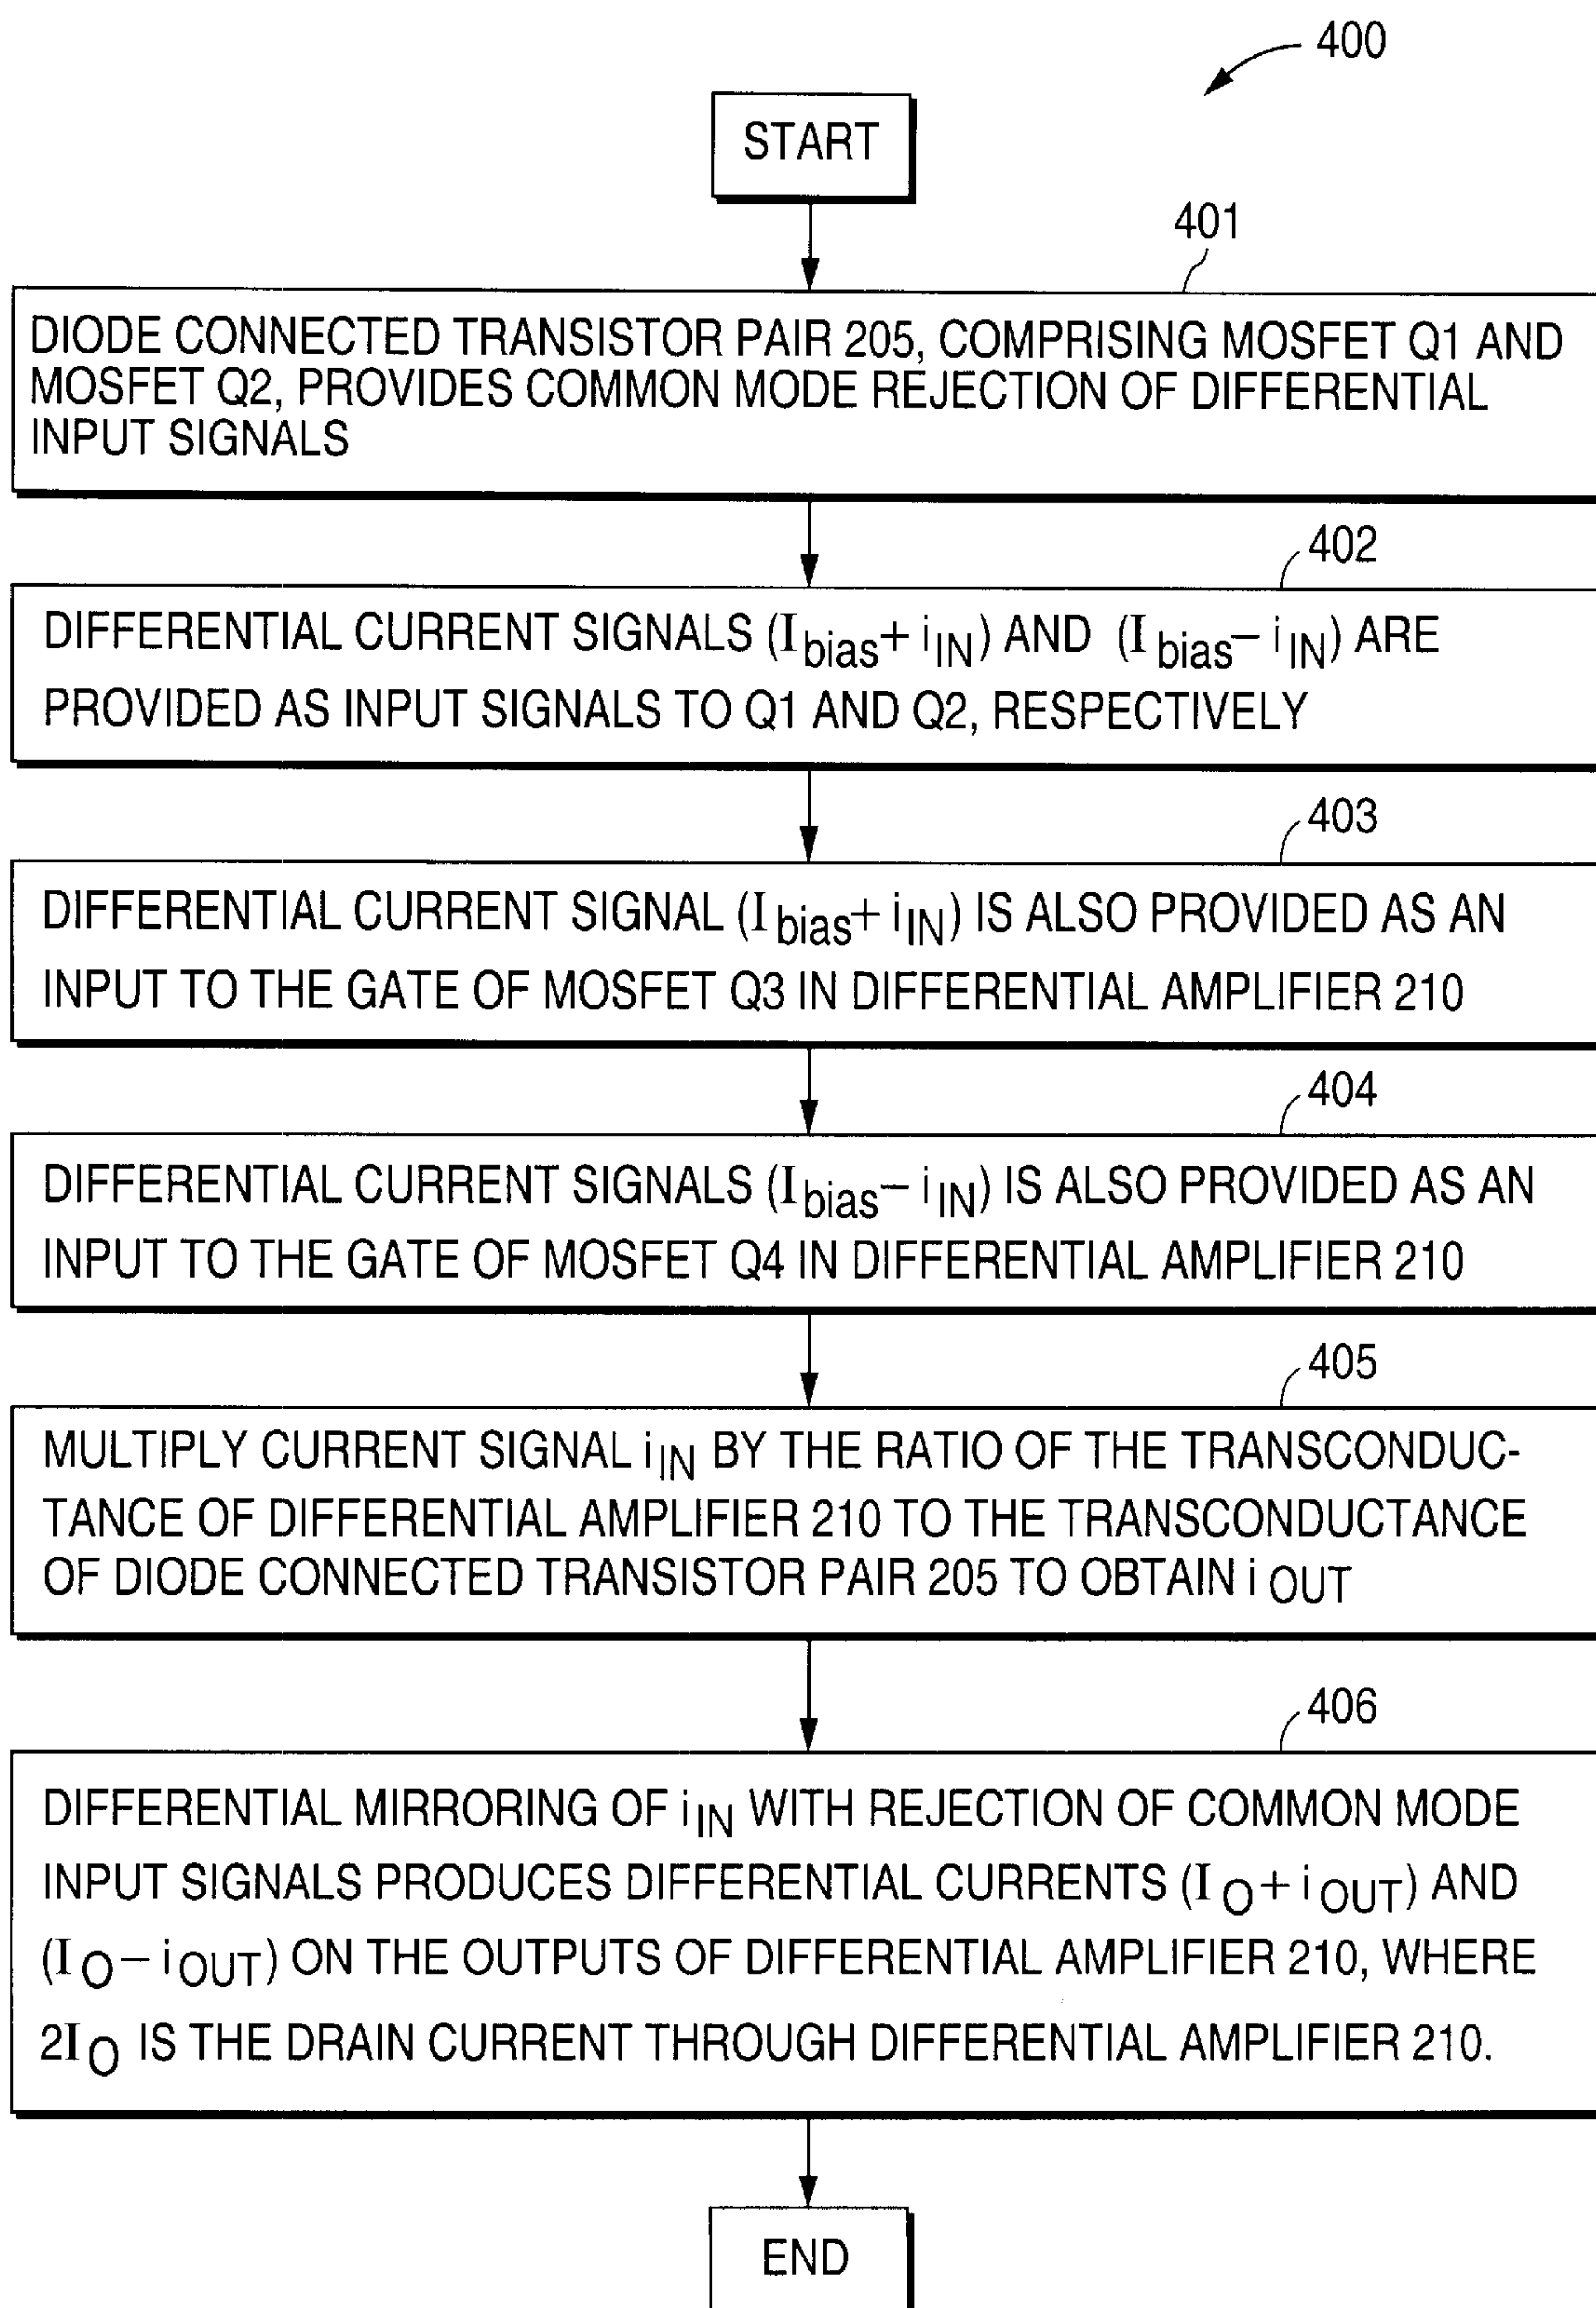 400
START
401
DIODE CONNECTED TRANSISTOR PAIR 205, COMPRISING MOSFET Q1 AND
MOSFET Q2, PROVIDES COMMON MODE REJECTION OF DIFFERENTIAL
INPUT SIGNALS
402
DIFFERENTIAL CURRENT SIGNALS (Ibias+ iIN) AND (Ibias− iIN) ARE
PROVIDED AS INPUT SIGNALS TO Q1 AND Q2, RESPECTIVELY
403
DIFFERENTIAL CURRENT SIGNAL (Ibias+ iIN) IS ALSO PROVIDED AS AN
INPUT TO THE GATE OF MOSFET Q3 IN DIFFERENTIAL AMPLIFIER 210
404
DIFFERENTIAL CURRENT SIGNALS (Ibias− iIN) IS ALSO PROVIDED AS AN
INPUT TO THE GATE OF MOSFET Q4 IN DIFFERENTIAL AMPLIFIER 210
405
MULTIPLY CURRENT SIGNAL iIN BY THE RATIO OF THE TRANSCONDUC-
TANCE OF DIFFERENTIAL AMPLIFIER 210 TO THE TRANSCONDUCTANCE
OF DIODE CONNECTED TRANSISTOR PAIR 205 TO OBTAIN iOUT
406
DIFFERENTIAL MIRRORING OF iIN WITH REJECTION OF COMMON MODE
INPUT SIGNALS PRODUCES DIFFERENTIAL CURRENTS (IO+iOUT) AND
(IO−iOUT) ON THE OUTPUTS OF DIFFERENTIAL AMPLIFIER 210, WHERE
2IO IS THE DRAIN CURRENT THROUGH DIFFERENTIAL AMPLIFIER 210.
END